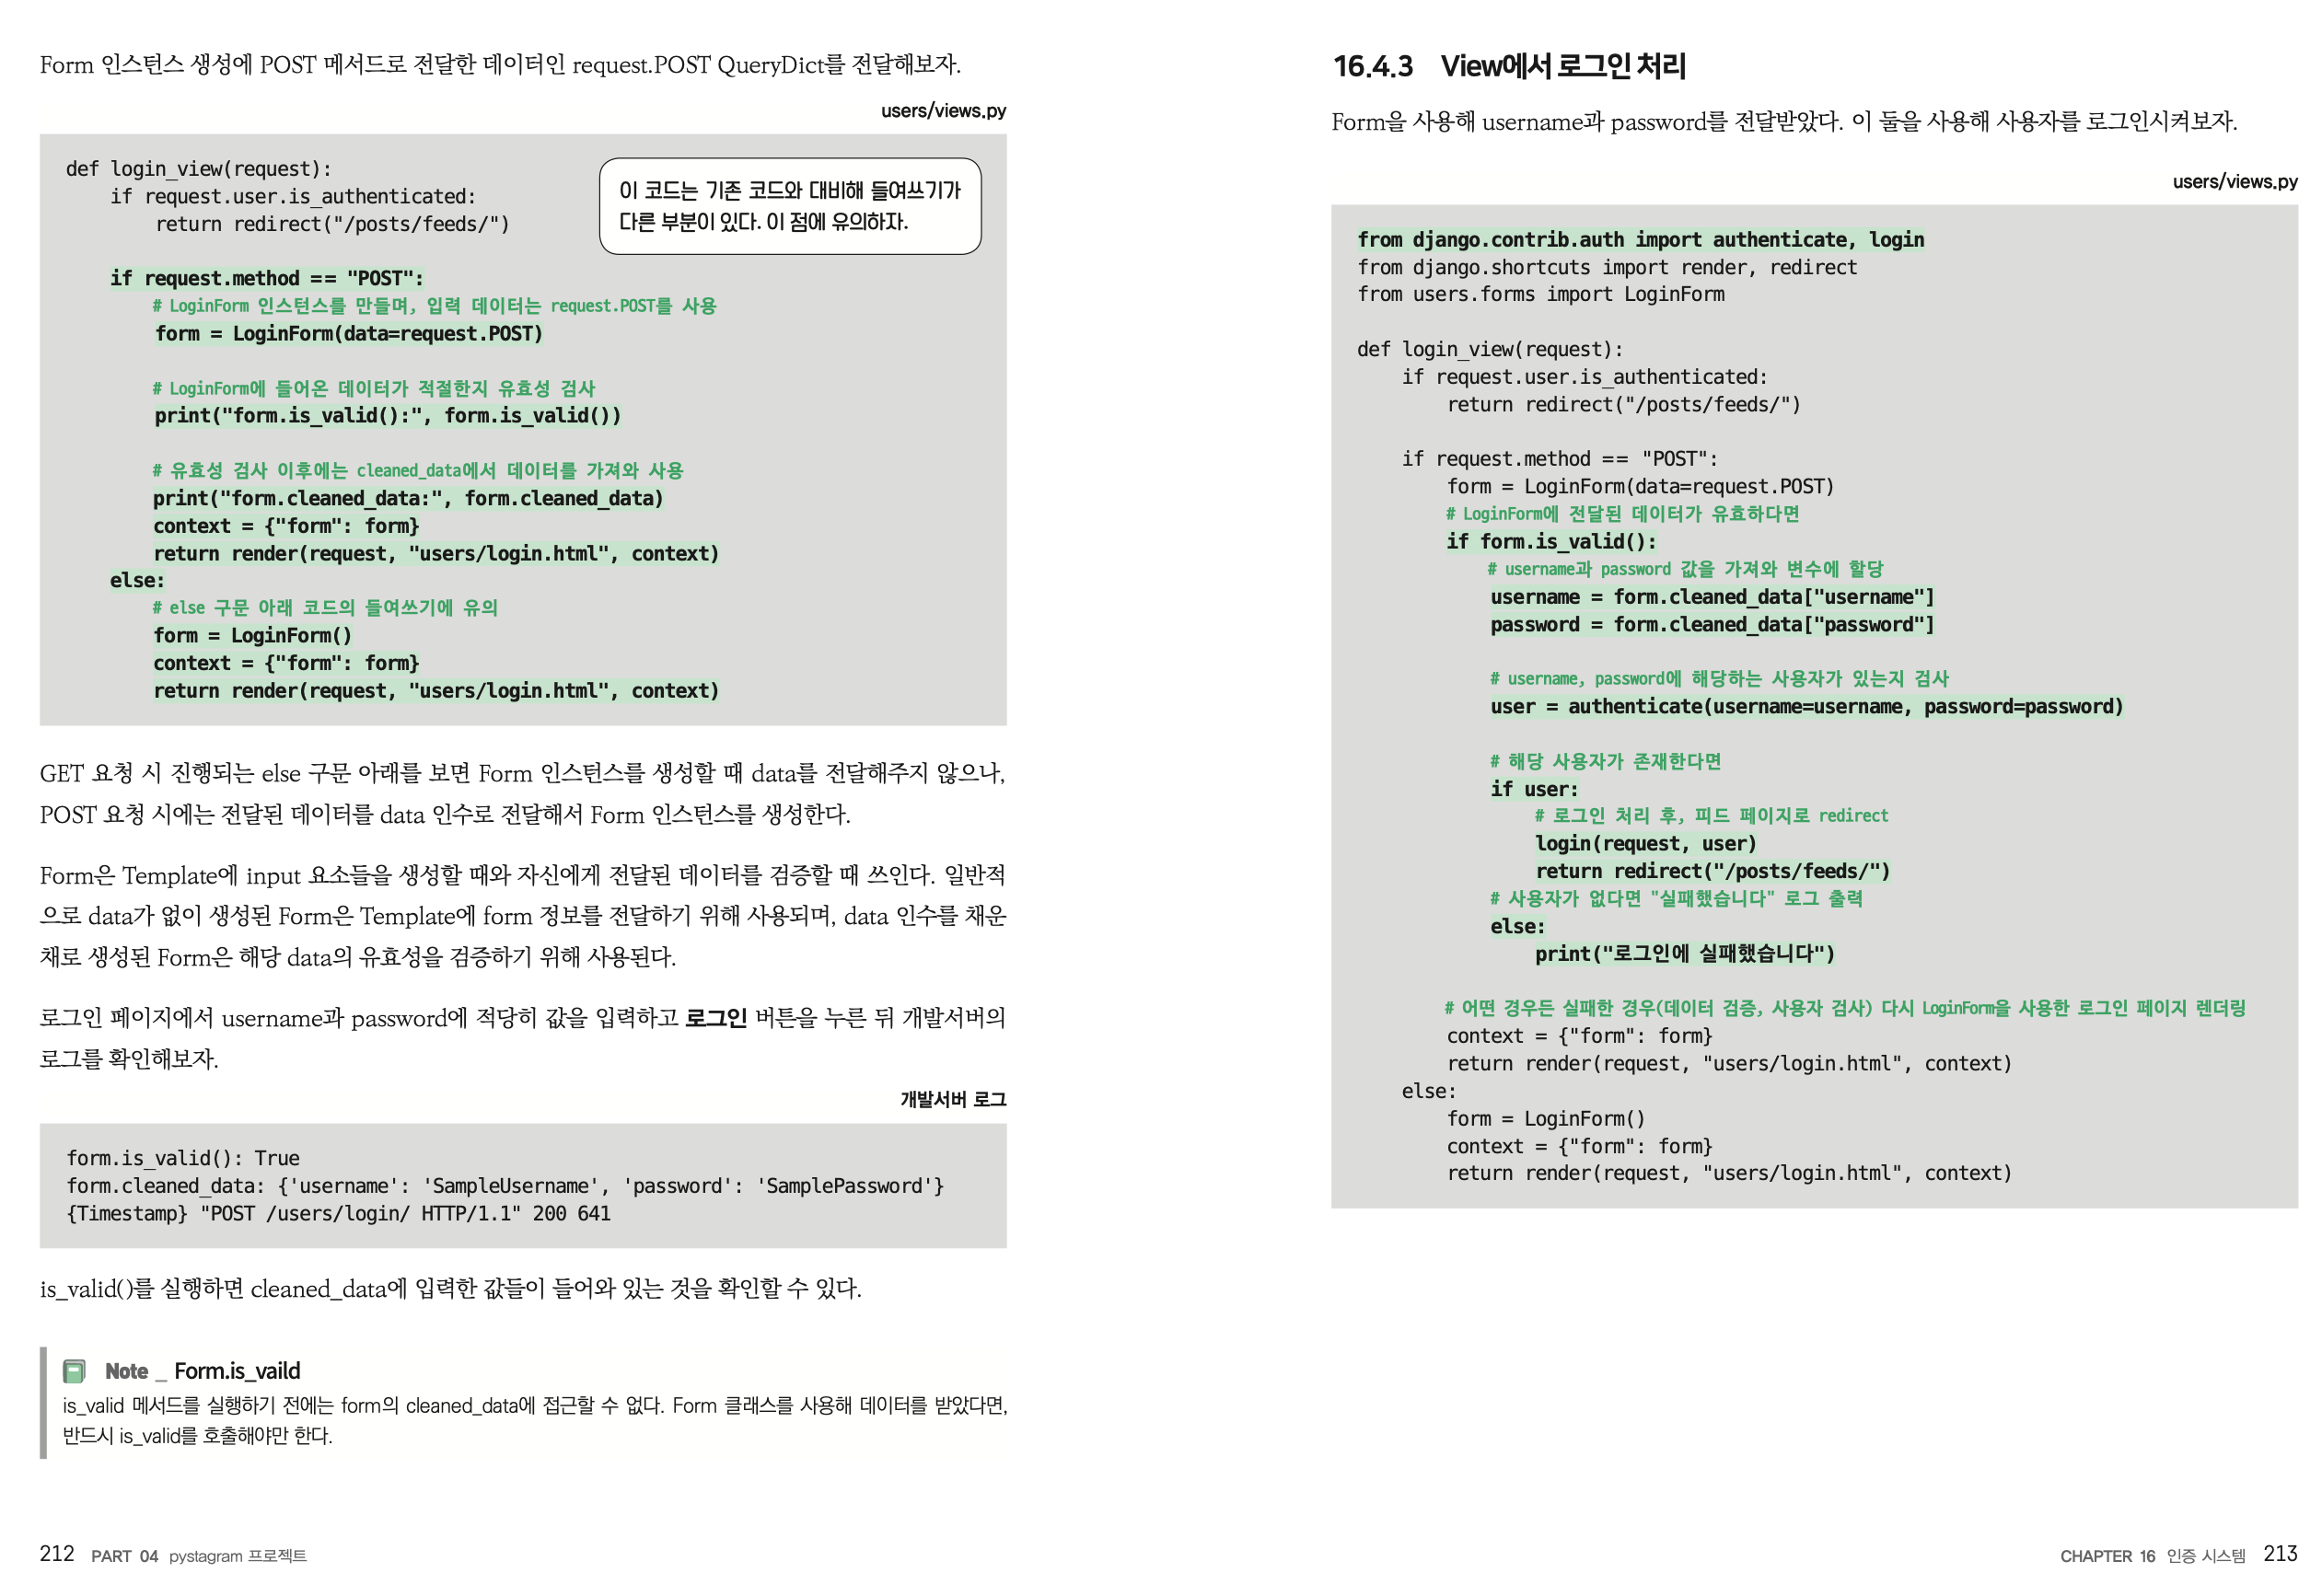 Form 인스턴스 생성에 POST 메서드로 전달한 데이터인 request.POST QueryDict를 전달해보자.
users/views.py
def login_view(request):
    if request.user.is_authenticated:
        return redirect("/posts/feeds/")
이 코드는 기존 코드와 대비해 들여쓰기가
다른 부분이 있다. 이 점에 유의하자.
    if request.method == "POST":
        # LoginForm 인스턴스를 만들며, 입력 데이터는 request.POST를 사용
        form = LoginForm(data=request.POST)
        # LoginForm에 들어온 데이터가 적절한지 유효성 검사
        print("form.is_valid():", form.is_valid())
        # 유효성 검사 이후에는 cleaned_data에서 데이터를 가져와 사용
        print("form.cleaned_data:", form.cleaned_data)
        context = {"form": form}
        return render(request, "users/login.html", context)
    else:
        # else 구문 아래 코드의 들여쓰기에 유의
        form = LoginForm()
        context = {"form": form}
        return render(request, "users/login.html", context)
GET 요청 시 진행되는 else 구문 아래를 보면 Form 인스턴스를 생성할 때 data를 전달해주지 않으나,
POST 요청 시에는 전달된 데이터를 data 인수로 전달해서 Form 인스턴스를 생성한다.
Form은 Template에 input 요소들을 생성할 때와 자신에게 전달된 데이터를 검증할 때 쓰인다. 일반적
으로 data가 없이 생성된 Form은 Template에 form 정보를 전달하기 위해 사용되며, data 인수를 채운
채로 생성된 Form은 해당 data의 유효성을 검증하기 위해 사용된다.
로그인 페이지에서 username과 password에 적당히 값을 입력하고 로그인 버튼을 누른 뒤 개발서버의
로그를 확인해보자.
개발서버 로그
form.is_valid(): True
form.cleaned_data: {'username': 'SampleUsername', 'password': 'SamplePassword'}
{Timestamp} "POST /users/login/ HTTP/1.1" 200 641
is_valid()를 실행하면 cleaned_data에 입력한 값들이 들어와 있는 것을 확인할 수 있다.
Note _ Form.is_vaild
is_valid 메서드를 실행하기 전에는 form의 cleaned_data에 접근할 수 없다. Form 클래스를 사용해 데이터를 받았다면,
반드시 is_valid를 호출해야만 한다.
212 PART 04 pystagram 프로젝트
16.4.3 View에서 로그인 처리
Form을 사용해 username과 password를 전달받았다. 이 둘을 사용해 사용자를 로그인시켜보자.
users/views.py
from django.contrib.auth import authenticate, login
from django.shortcuts import render, redirect
from users.forms import LoginForm
def login_view(request):
    if request.user.is_authenticated:
        return redirect("/posts/feeds/")
    if request.method == "POST":
        form = LoginForm(data=request.POST)
        # LoginForm에 전달된 데이터가 유효하다면
        if form.is_valid():
            # username과 password 값을 가져와 변수에 할당
            username = form.cleaned_data["username"]
            password = form.cleaned_data["password"]
            # username, password에 해당하는 사용자가 있는지 검사
            user = authenticate(username=username, password=password)
            # 해당 사용자가 존재한다면
            if user:
                # 로그인 처리 후, 피드 페이지로 redirect
                login(request, user)
                return redirect("/posts/feeds/")
            # 사용자가 없다면 "실패했습니다" 로그 출력
            else:
                print("로그인에 실패했습니다")
        # 어떤 경우든 실패한 경우(데이터 검증, 사용자 검사) 다시 LoginForm을 사용한 로그인 페이지 렌더링
        context = {"form": form}
        return render(request, "users/login.html", context)
    else:
        form = LoginForm()
        context = {"form": form}
        return render(request, "users/login.html", context)
CHAPTER 16 인증 시스템 213